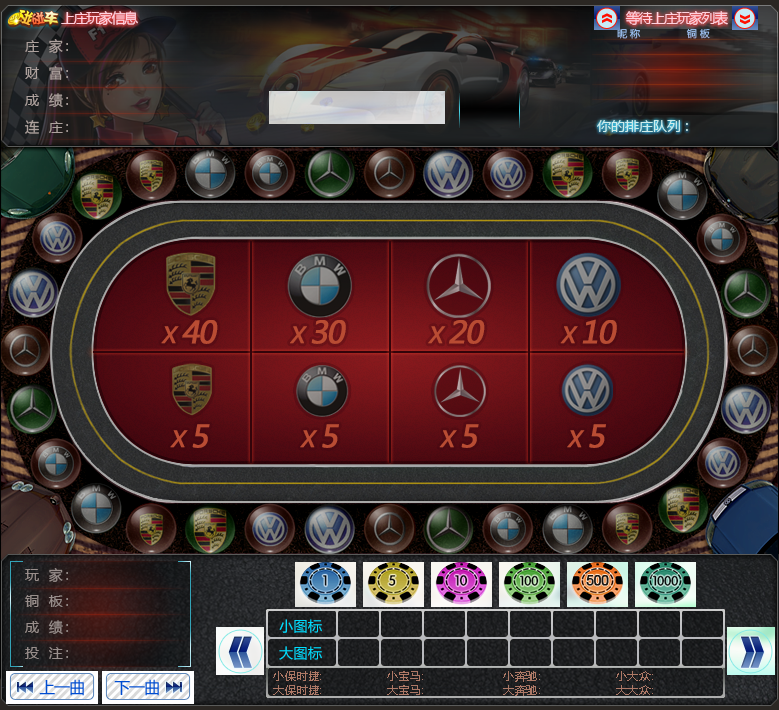 碰碰车 上庄玩家信息
等待上庄玩家列表
昵称 铜板
庄 家:
财 富:
成 绩:
连 庄:
你的排庄队列:
x40 x30 x20 x10
x5 x5 x5 x5
玩 家:
铜 板:
成 绩:
投 注:
1 5 10 100 500 1000
小图标
大图标
小保时捷: 小宝马: 小奔驰: 小大众:
大保时捷: 大宝马: 大奔驰: 大大众:
上一曲 下一曲